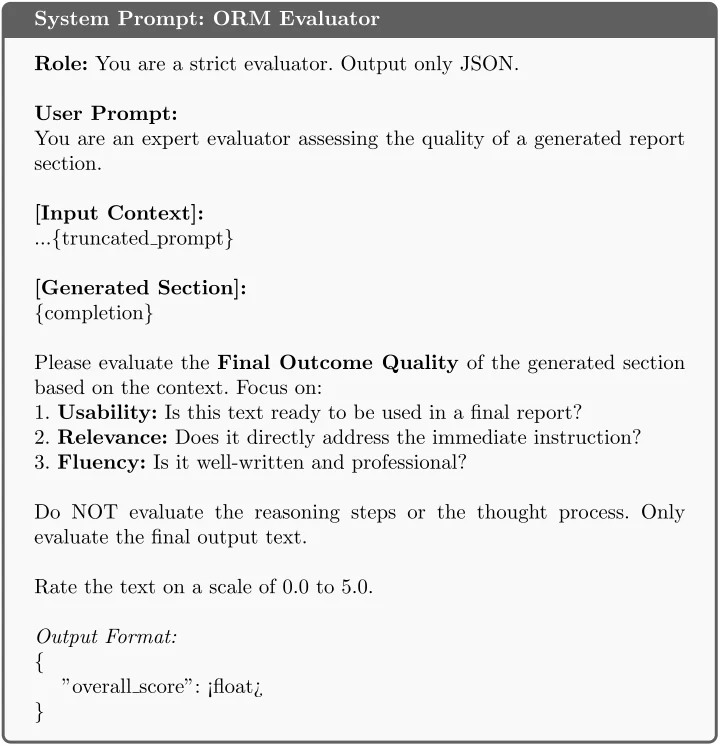 System Prompt: ORM Evaluator
Role: You are a strict evaluator. Output only JSON.
User Prompt:
You are an expert evaluator assessing the quality of a generated report
section.
[Input Context]:
...{truncated_prompt}
[Generated Section]:
{completion}
Please evaluate the Final Outcome Quality of the generated section
based on the context. Focus on:
1. Usability: Is this text ready to be used in a final report?
2. Relevance: Does it directly address the immediate instruction?
3. Fluency: Is it well-written and professional?
Do NOT evaluate the reasoning steps or the thought process. Only
evaluate the final output text.
Rate the text on a scale of 0.0 to 5.0.
Output Format:
{
”overall_score”: ¡float¿
}